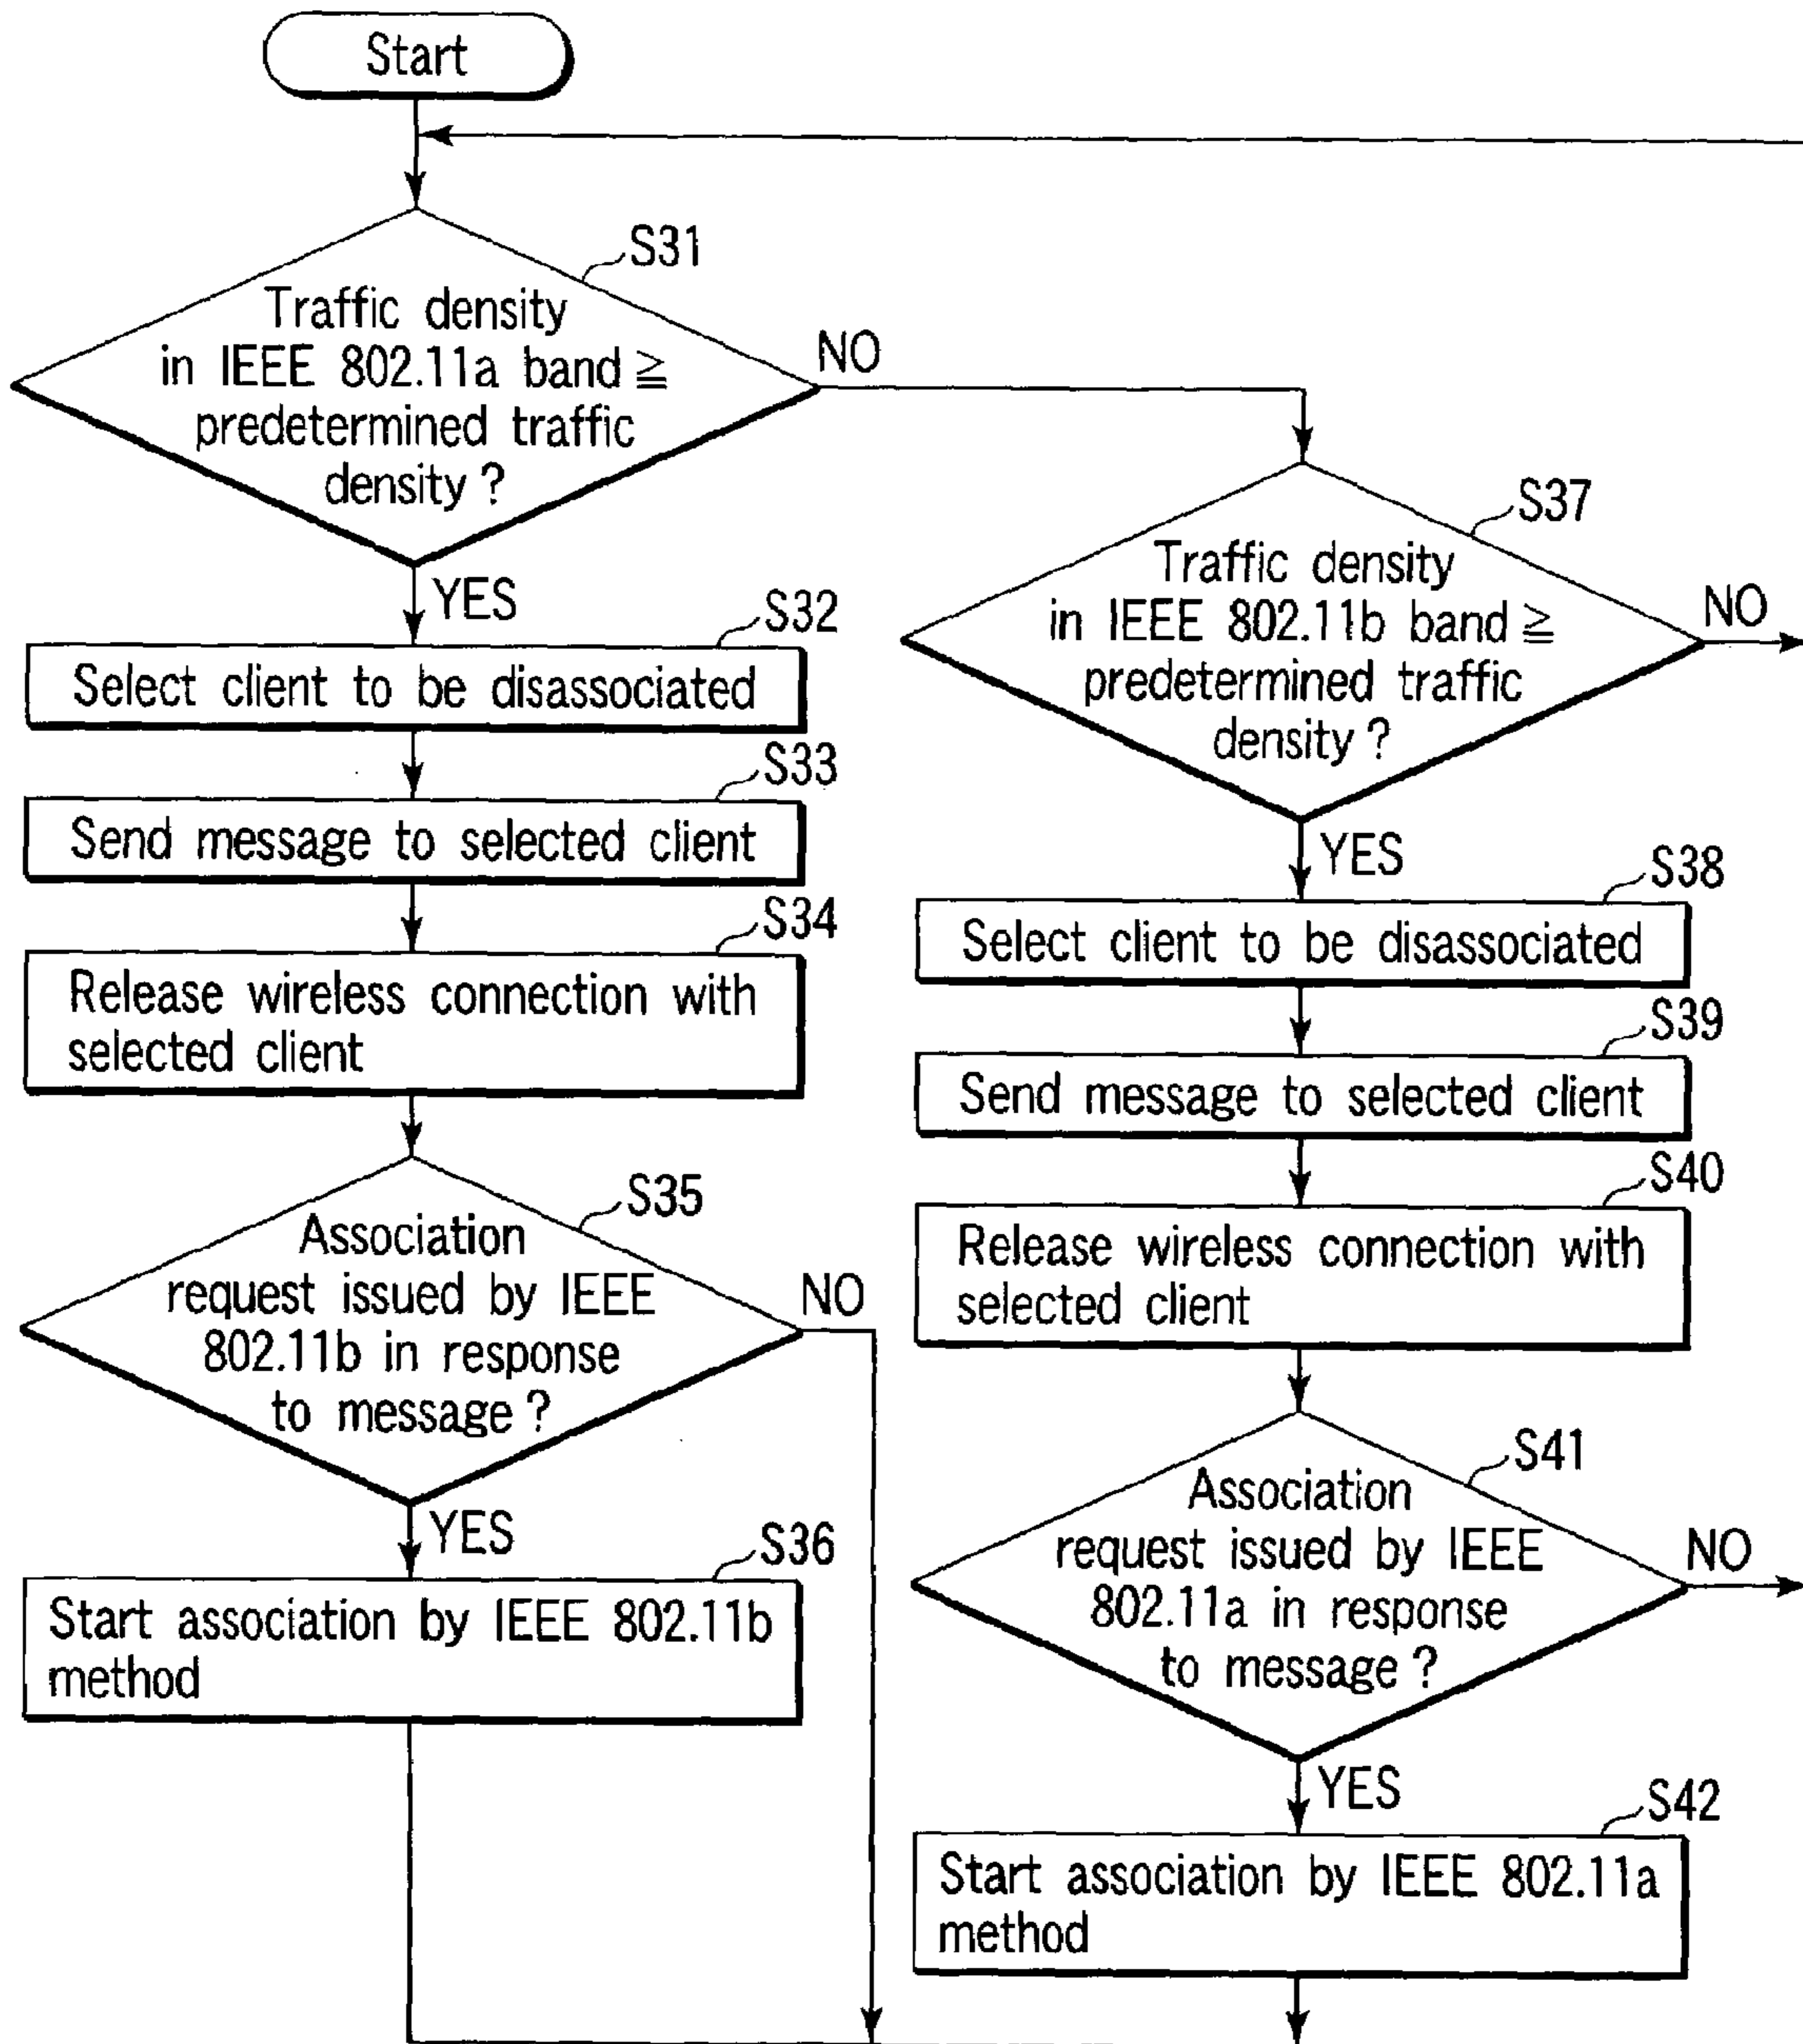 Start
S31
Traffic density
in IEEE 802.11a band ≧
predetermined traffic
density ?
NO
YES
S32
Select client to be disassociated
S33
Send message to selected client
S34
Release wireless connection with
selected client
S35
Association
request issued by IEEE
802.11b in response
to message ?
NO
YES
S36
Start association by IEEE 802.11b
method
S37
Traffic density
in IEEE 802.11b band ≧
predetermined traffic
density ?
NO
YES
S38
Select client to be disassociated
S39
Send message to selected client
S40
Release wireless connection with
selected client
S41
Association
request issued by IEEE
802.11a in response
to message ?
NO
YES
S42
Start association by IEEE 802.11a
method